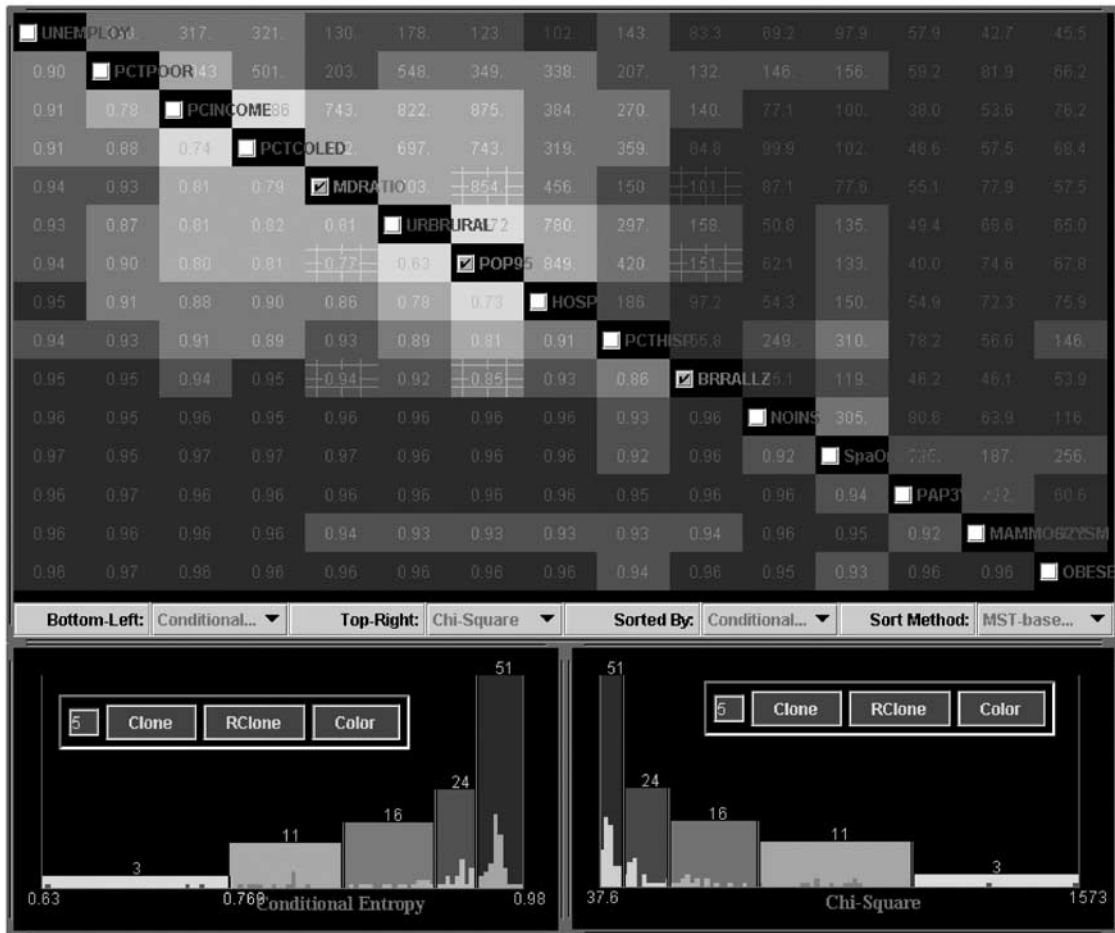 UNEMPLOY 317. 321. 130. 178. 123. 102. 143. 83.3 69.2 97.9 57.9 42.7 45.5
0.90 PCTPOOR 501. 203. 548. 349. 338. 207. 132. 146. 156. 59.2 81.9 66.2
0.91 0.78 PCINCOME 743. 822. 875. 384. 270. 140. 77.1 100. 38.0 53.6 76.2
0.91 0.88 0.74 PCTCOLED 697. 743. 319. 359. 84.8 99.9 102. 48.6 57.5 68.4
0.94 0.93 0.81 0.79 MDRATIO 854. 456. 150. 101. 87.1 77.6 55.1 77.9 57.5
0.93 0.87 0.81 0.82 0.81 URBRURAL 780. 297. 158. 50.8 135. 49.4 68.6 65.0
0.94 0.90 0.80 0.81 0.77 0.63 POP95 849. 420. 151. 62.1 133. 40.0 74.6 67.8
0.95 0.91 0.88 0.90 0.86 0.78 0.73 HOSP 186. 97.2 54.3 150. 54.9 72.3 75.9
0.94 0.93 0.91 0.89 0.93 0.89 0.81 0.91 PCTHISP 249. 310. 78.2 56.6 146.
0.95 0.95 0.94 0.95 0.94 0.92 0.85 0.93 0.86 BRRALLZ 119. 46.2 46.1 53.9
0.96 0.96 0.96 0.95 0.96 0.96 0.96 0.96 0.93 0.96 NOINS 305. 80.6 63.9 116.
0.97 0.95 0.97 0.97 0.97 0.96 0.96 0.96 0.92 0.96 0.92 187. 256.
0.96 0.97 0.96 0.96 0.96 0.96 0.96 0.96 0.95 0.96 0.96 0.94 60.6
0.96 0.96 0.96 0.96 0.94 0.93 0.93 0.93 0.93 0.94 0.96 0.95 0.92
0.96 0.97 0.96 0.96 0.96 0.96 0.96 0.96 0.94 0.96 0.95 0.93 0.96 0.96 OBESE
Bottom-Left: Conditional... Top-Right: Chi-Square Sorted By: Conditional... Sort Method: MST-base...
51 51
5 Clone RClone Color 5 Clone RClone Color
24 24
16 16
11 11
3 3
0.63 0.769 Conditional Entropy 0.98 37.6 Chi-Square 1573